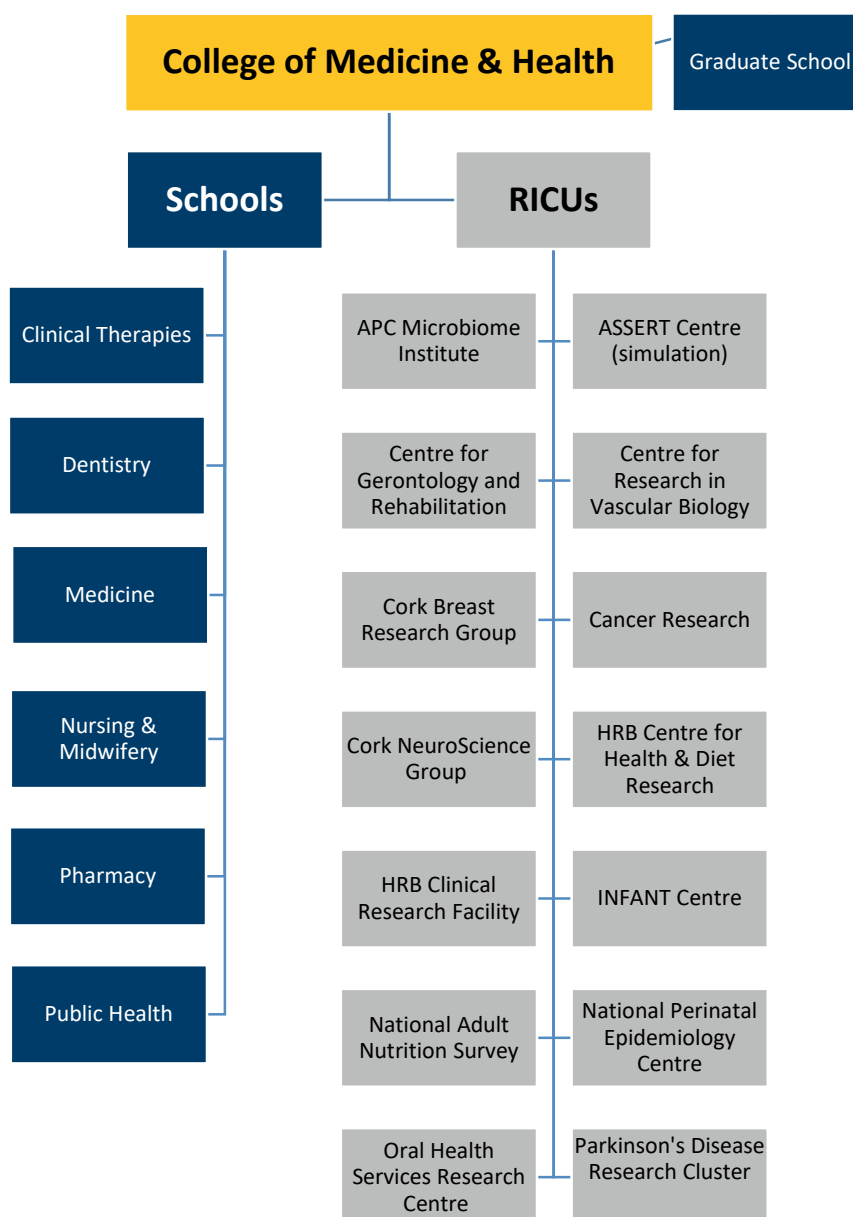 College of Medicine & Health
Graduate School
Schools
RICUs
Clinical Therapies
Dentistry
Medicine
Nursing &
Midwifery
Pharmacy
Public Health
APC Microbiome
Institute
ASSERT Centre
(simulation)
Centre for
Gerontology and
Rehabilitation
Centre for
Research in
Vascular Biology
Cork Breast
Research Group
Cancer Research
Cork NeuroScience
Group
HRB Centre for
Health & Diet
Research
HRB Clinical
Research Facility
INFANT Centre
National Adult
Nutrition Survey
National Perinatal
Epidemiology
Centre
Oral Health
Services Research
Centre
Parkinson's Disease
Research Cluster